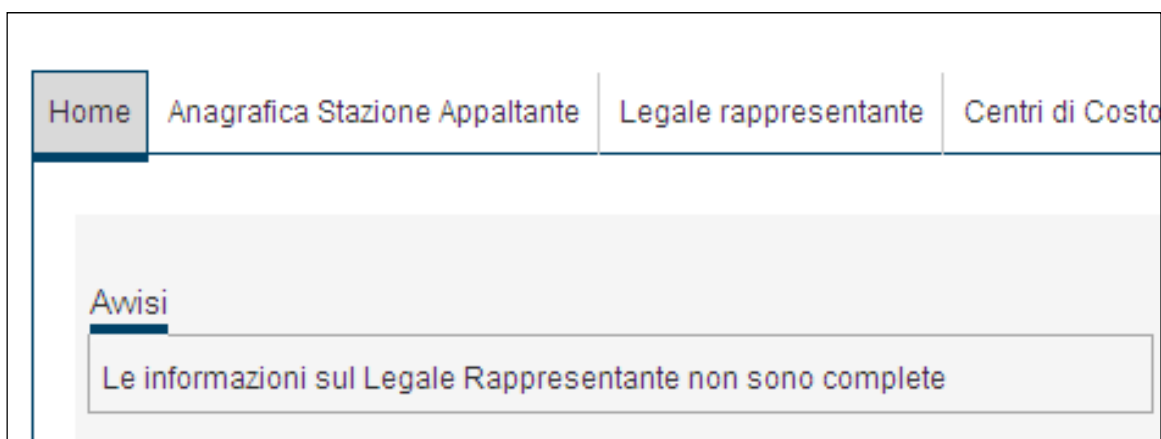 Home Anagrafica Stazione Appaltante Legale rappresentante Centri di Costo
Avvisi
Le informazioni sul Legale Rappresentante non sono complete